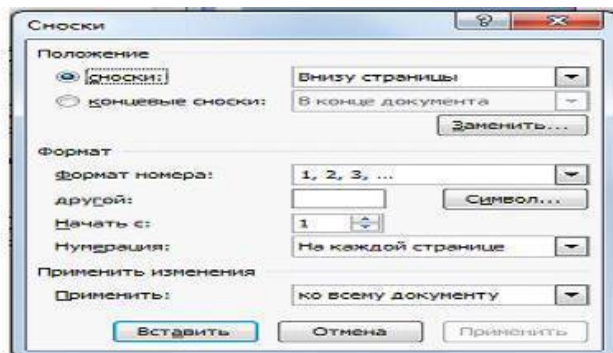 Сноски
Положение
сноски: Внизу страницы
концевые сноски: В конце документа
Заменить...
Формат
Формат номера: 1, 2, 3, ...
другой: Символ...
Начать с: 1
Нумерация: На каждой странице
Применить изменения
Применить: ко всему документу
Вставить Отмена Применить